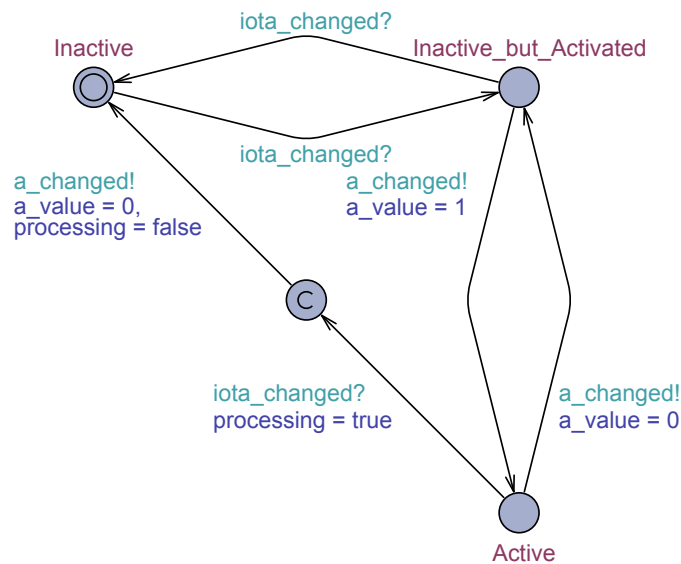 iota_changed?
Inactive
Inactive_but_Activated
iota_changed?
a_changed!
a_value = 0,
processing = false
a_changed!
a_value = 1
C
iota_changed?
processing = true
a_changed!
a_value = 0
Active